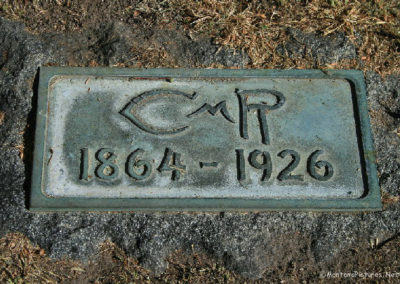 CMR
1864 - 1926
©MontanaPictures.Net